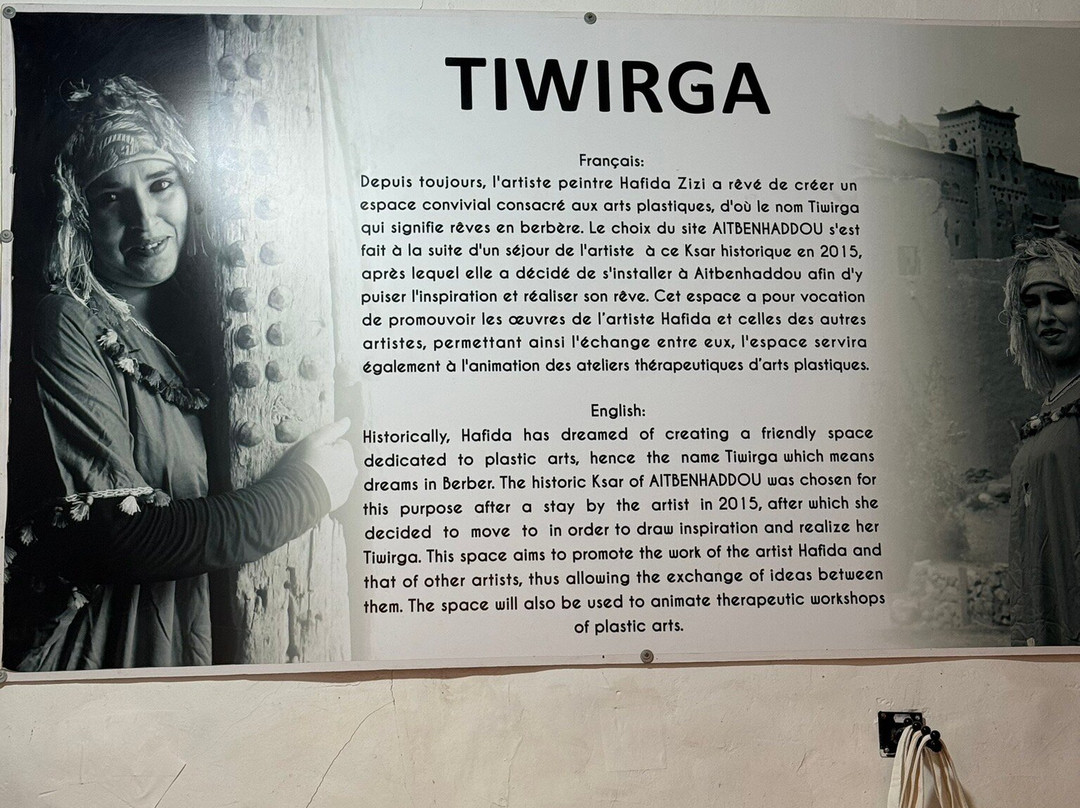 TIWIRGA
Français:
Depuis toujours, l'artiste peintre Hafida Zizi a rêvé de créer un
espace convivial consacré aux arts plastiques, d'où le nom Tiwirga
qui signifie rêves en berbère. Le choix du site AITBENHADDOU s'est
fait à la suite d'un séjour de l'artiste à ce Ksar historique en 2015,
après lequel elle a décidé de s'installer à Aitbenhaddou afin d'y
puiser l'inspiration et réaliser son rêve. Cet espace a pour vocation
de promouvoir les œuvres de l'artiste Hafida et celles des autres
artistes, permettant ainsi l'échange entre eux, l'espace servira
également à l'animation des ateliers thérapeutiques d'arts plastiques.
English:
Historically, Hafida has dreamed of creating a friendly space
dedicated to plastic arts, hence the name Tiwirga which means
dreams in Berber. The historic Ksar of AITBENHADDOU was chosen for
this purpose after a stay by the artist in 2015, after which she
decided to move to in order to draw inspiration and realize her
Tiwirga. This space aims to promote the work of the artist Hafida and
that of other artists, thus allowing the exchange of ideas between
them. The space will also be used to animate therapeutic workshops
of plastic arts.